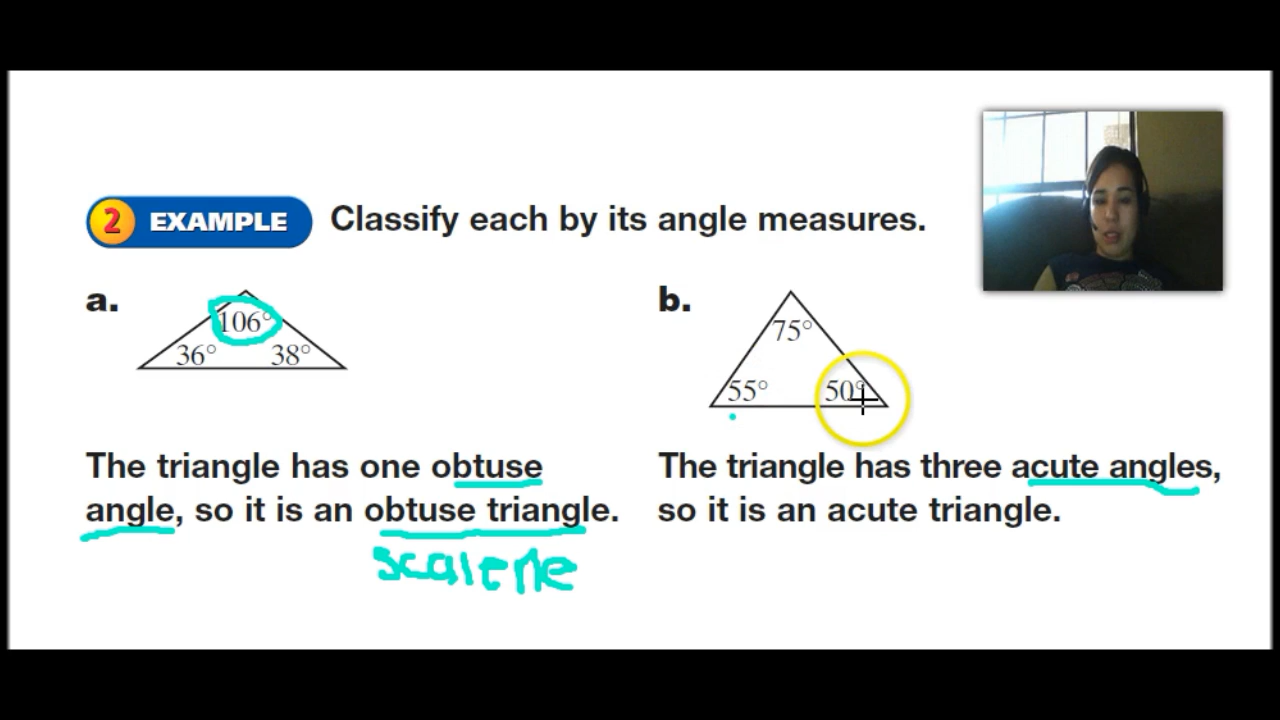 2 EXAMPLE Classify each by its angle measures.
a.
106°
36° 38°
The triangle has one obtuse
angle, so it is an obtuse triangle.
scalene
b.
75°
55° 50°
The triangle has three acute angles,
so it is an acute triangle.